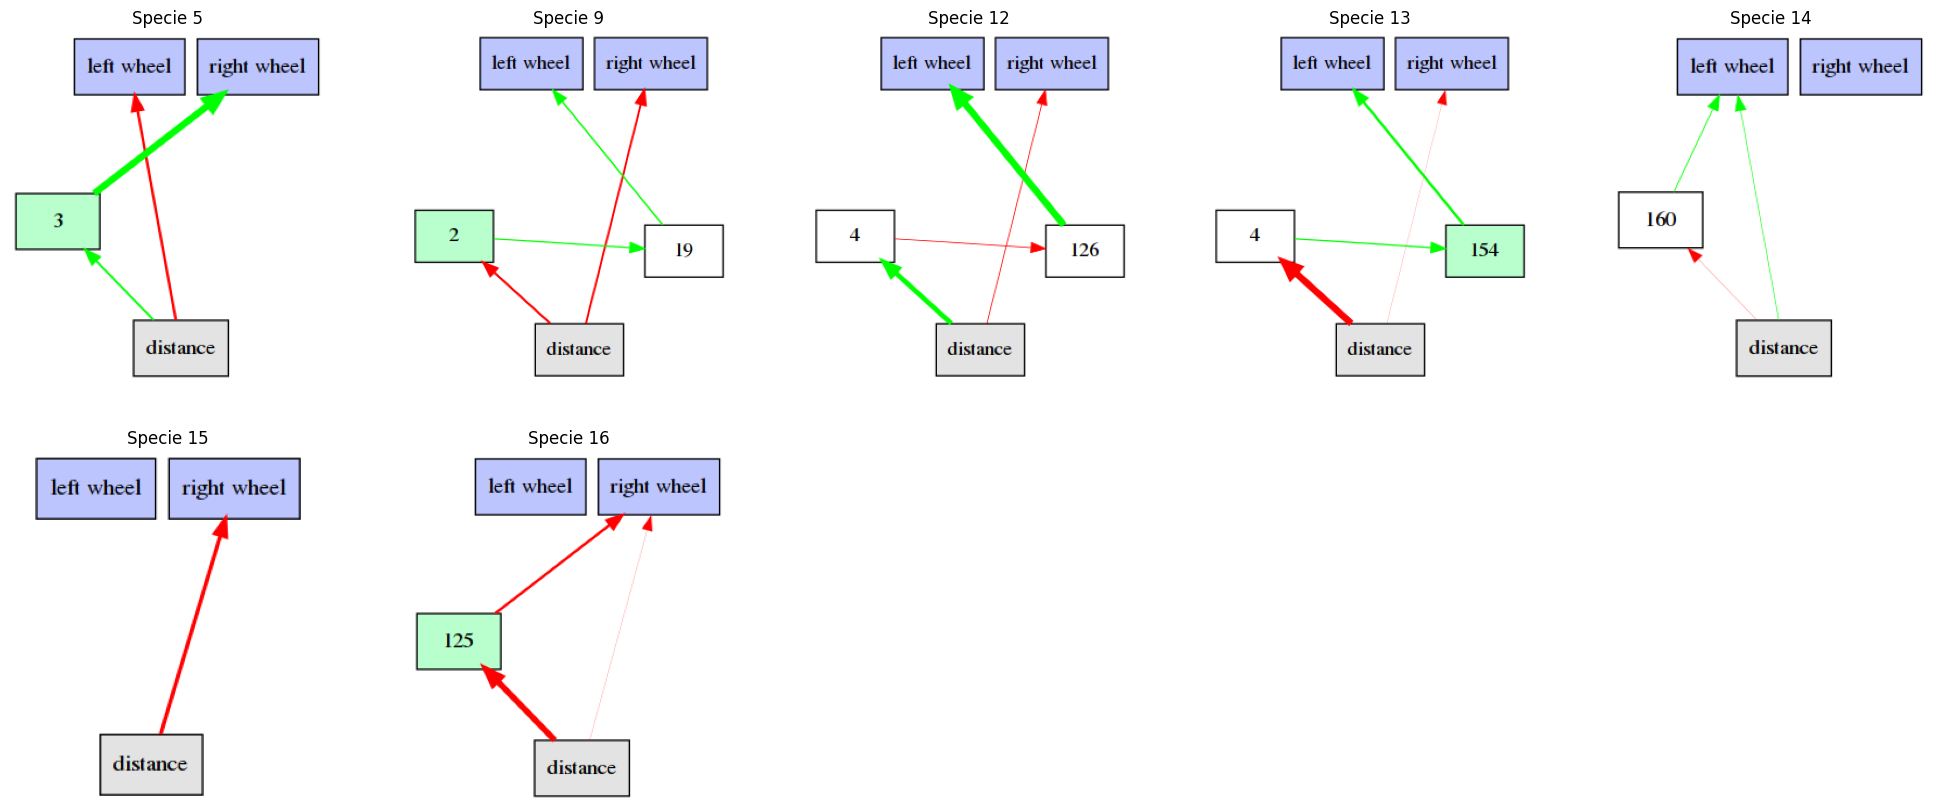 Specie 5
left wheel
right wheel
3
distance
Specie 9
left wheel
right wheel
2
19
distance
Specie 12
left wheel
right wheel
4
126
distance
Specie 13
left wheel
right wheel
4
154
distance
Specie 14
left wheel
right wheel
160
distance
Specie 15
left wheel
right wheel
distance
Specie 16
left wheel
right wheel
125
distance